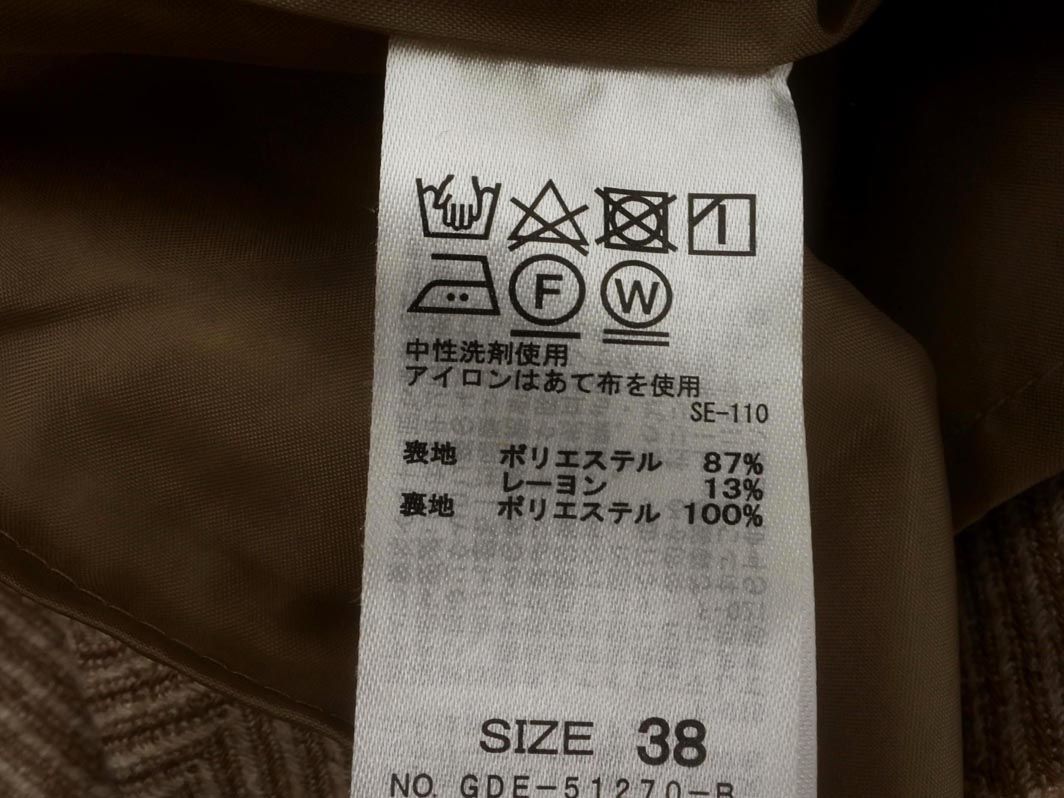 F W
中性洗剤使用
アイロンはあて布を使用
SE-110
表地 ポリエステル 87%
レーヨン 13%
裏地 ポリエステル 100%
SIZE 38
NO. GDE-51270-B